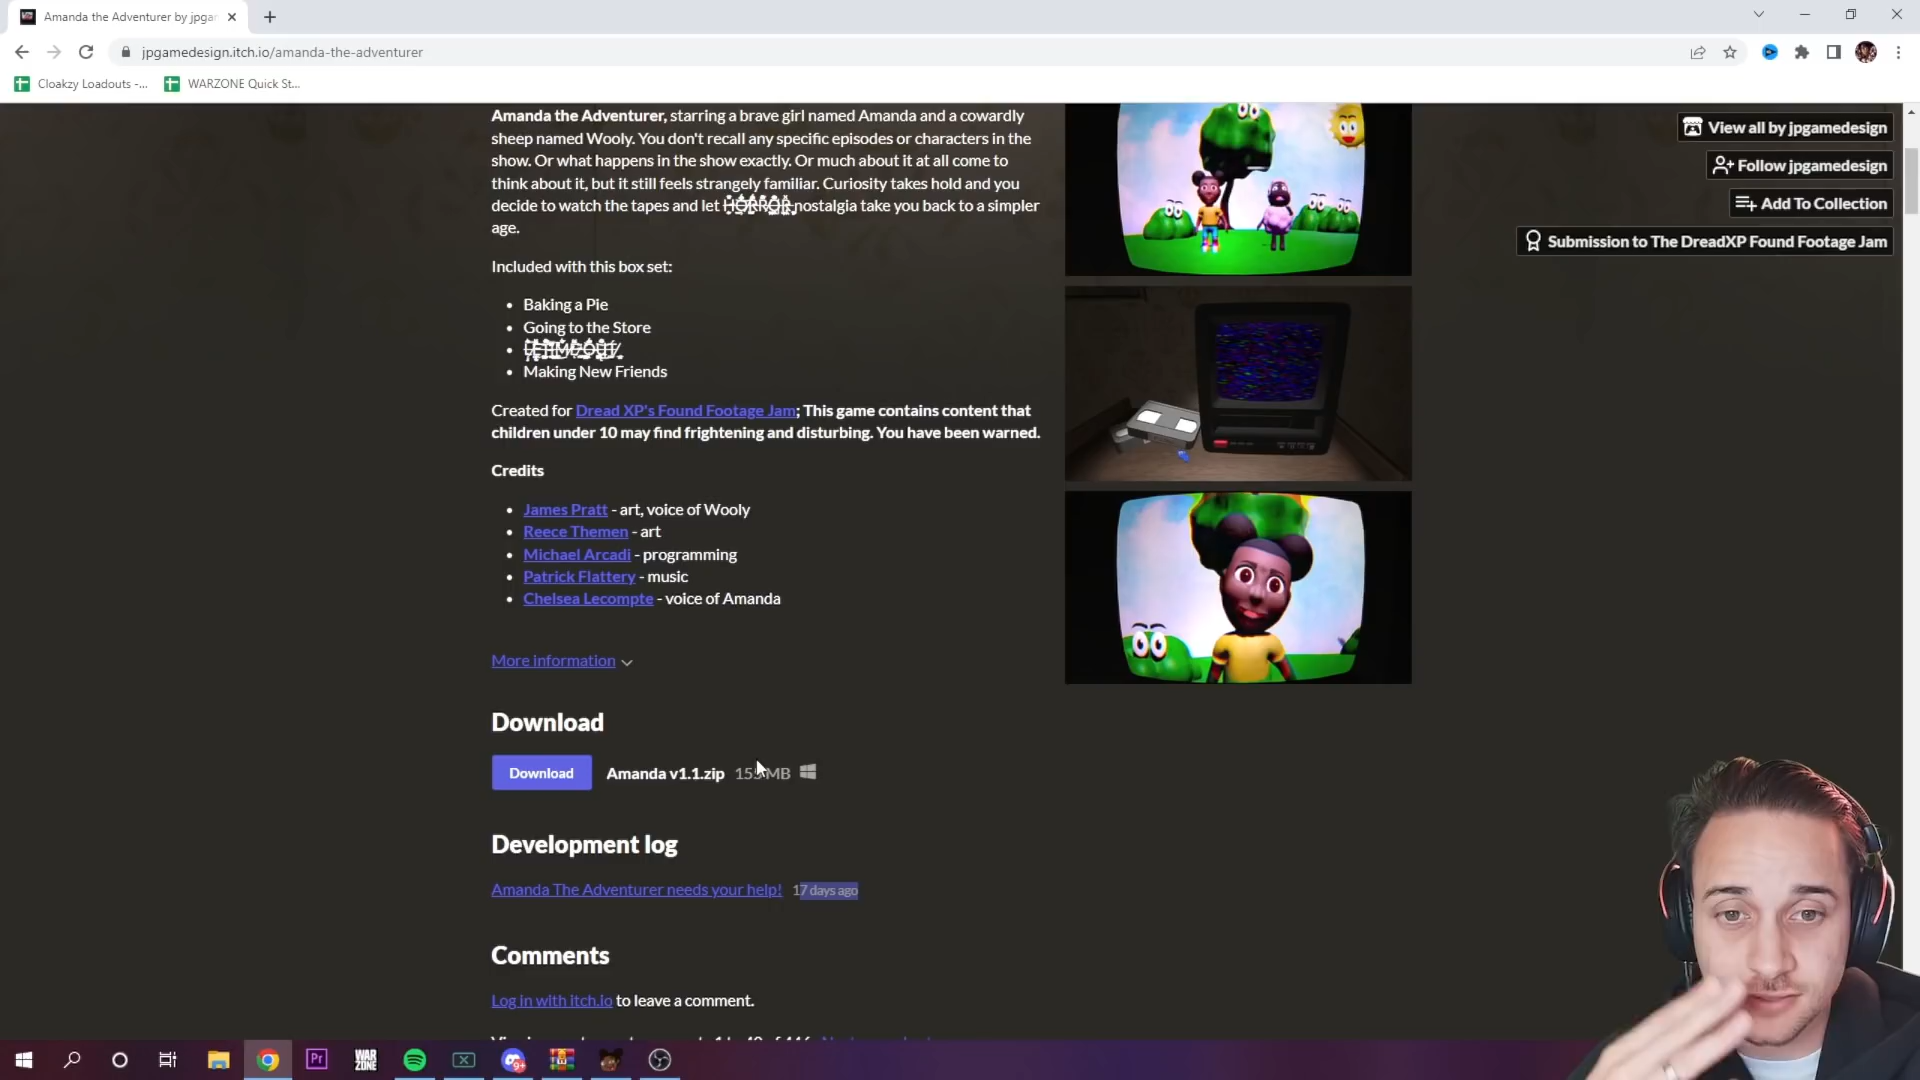 Amanda the Adventurer by jpgar
jpgamedesign.itch.io/amanda-the-adventurer
Cloakzy Loadouts -...
WARZONE Quick St...
Amanda the Adventurer, starring a brave girl named Amanda and a cowardly
sheep named Wooly. You don't recall any specific episodes or characters in the
show. Or what happens in the show exactly. Or much about it at all come to
think about it, but it still feels strangely familiar. Curiosity takes hold and you
decide to watch the tapes and let HORROR nostalgia take you back to a simpler
age.
Included with this box set:
• Baking a Pie
• Going to the Store
• Making New Friends
Created for Dread XP's Found Footage Jam; This game contains content that
children under 10 may find frightening and disturbing. You have been warned.
Credits
• James Pratt - art, voice of Wooly
• Reece Themen - art
• Michael Arcadi - programming
• Patrick Flattery - music
• Chelsea Lecompte - voice of Amanda
More information
Download
Download Amanda v1.1.zip 155 MB
Development log
Amanda The Adventurer needs your help! 17 days ago
Comments
Log in with itch.io to leave a comment.
View all by jpgamedesign
Follow jpgamedesign
Add To Collection
Submission to The DreadXP Found Footage Jam
Pr
WAR
ZONE
9+